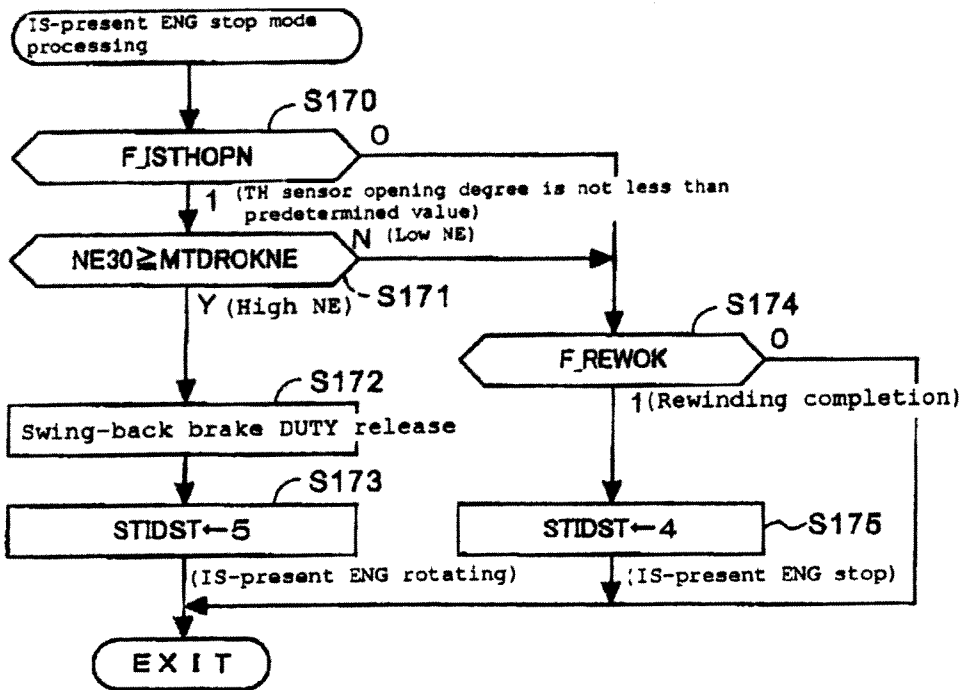 IS-present ENG stop mode
processing
S170
F_ISTHOPN
0
1 (TH sensor opening degree is not less than
predetermined value)
N (Low NE)
NE30≧MTDROKNE
S171
Y (High NE)
S174
F_REWOK
0
1 (Rewinding completion)
S172
Swing-back brake DUTY release
S173
STIDST←5
STIDST←4
S175
(IS-present ENG rotating)
(IS-present ENG stop)
EXIT